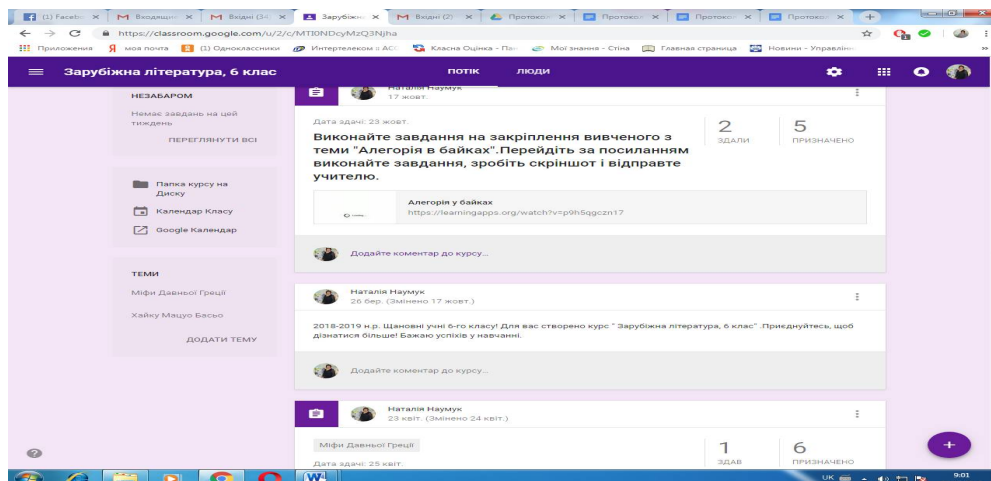 (1) Facebo
Входящие
Вхідні (34
Зарубіжна
Вхідні (2)
Протокол
Протокол
Протокол
Протокол
https://classroom.google.com/u/2/c/MTI0NDcyMzQ3Njha
Приложения
моя почта
(1) Одноклассники
Интертелеком
Класна Оцінка - Па
Мої знання - Стіна
Главная страница
Новини - Управлін
Зарубіжна література, 6 клас
ПОТІК
ЛЮДИ
НЕЗАБАРОМ
Немає завдань на цей
тиждень
ПЕРЕГЛЯНУТИ ВСІ
Папка курсу на
Диску
Календар Класу
Google Календар
ТЕМИ
Міфи Давньої Греції
Хайку Мацуо Басьо
ДОДАТИ ТЕМУ
Наталія Наумук
17 жовт.
Дата здачі: 23 жовт.
Виконайте завдання на закріплення вивченого з
теми "Алегорія в байках".Перейдіть за посиланням
виконайте завдання, зробіть скріншот і відправте
учителю.
2
ЗДАЛИ
5
ПРИЗНАЧЕНО
Алегорія у байках
https://learningapps.org/watch?v=p9h5qgczn17
Додайте коментар до курсу...
Наталія Наумук
26 бер. (Змінено 17 жовт.)
2018-2019 н.р. Щановні учні 6-го класу! Для вас створено курс " Зарубіжна література, 6 клас" .Приєднуйтесь, щоб
дізнатися більше! Бажаю успіхів у навчанні.
Додайте коментар до курсу...
Наталія Наумук
23 квіт. (Змінено 24 квіт.)
Міфи Давньої Греції
Дата здачі: 25 квіт.
1
ЗДАВ
6
ПРИЗНАЧЕНО
UK
9:01